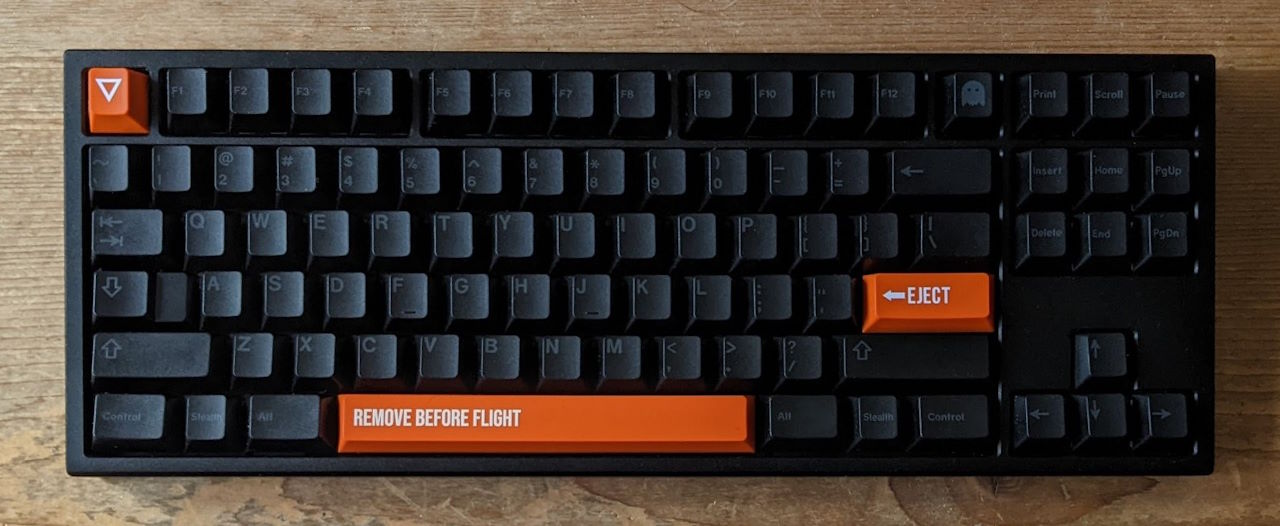 F1 F2 F3 F4 F5 F6 F7 F8 F9 F10 F11 F12 Print Scroll Pause
~ ! @ # $ % ^ & * ( ) _ + ← Insert Home PgUp
1 2 3 4 5 6 7 8 9 0 - =
Q W E R T Y U I O P { } | Delete End PgDn
[ ] \
A S D F G H J K L : " ←EJECT
; '
Z X C V B N M < > ?
, . /
↑
Control Stealth Alt REMOVE BEFORE FLIGHT Alt Stealth Control ← ↓ →